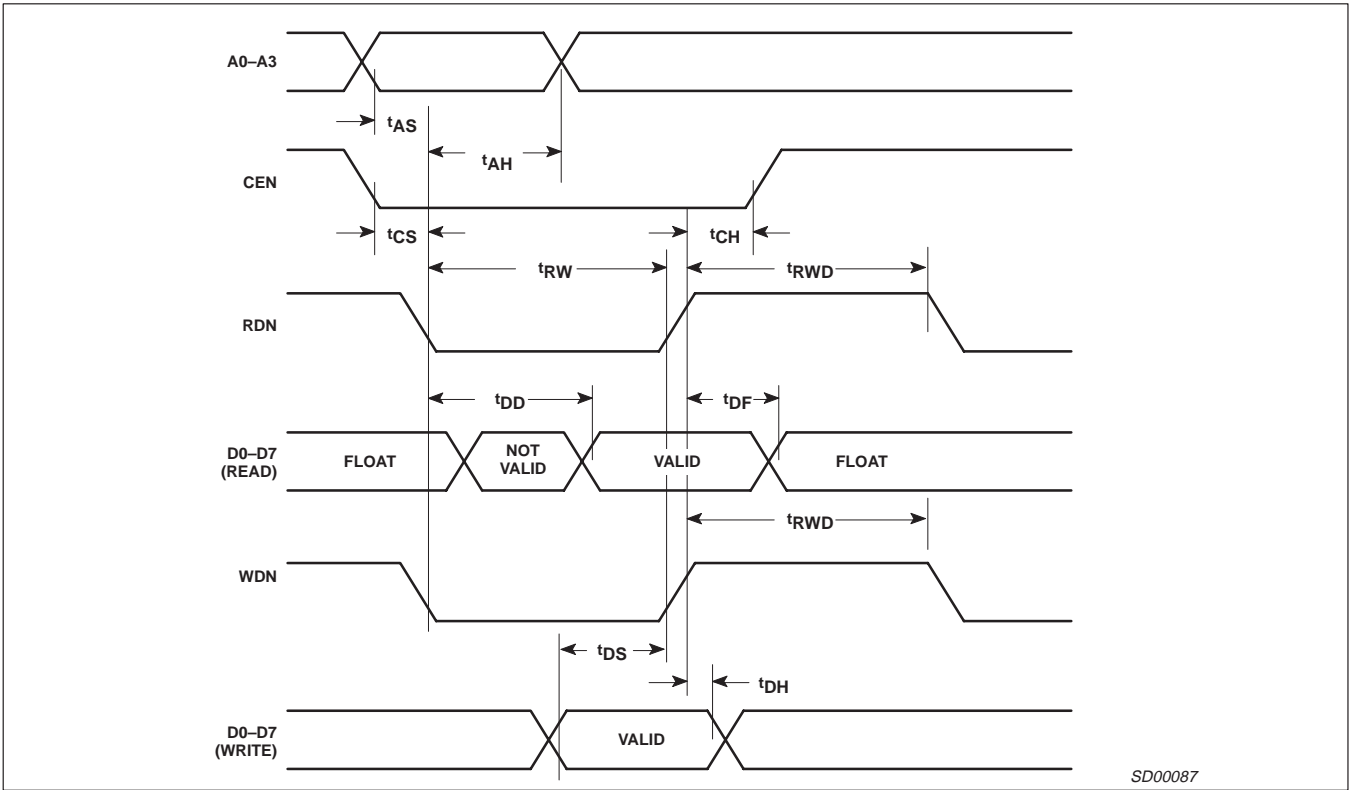 A0–A3
tAS
tAH
CEN
tCS
tCH
tRW
tRWD
RDN
tDD
tDF
D0–D7
(READ)
FLOAT
NOT
VALID
VALID
FLOAT
tRWD
WDN
tDS
tDH
D0–D7
(WRITE)
VALID
SD00087